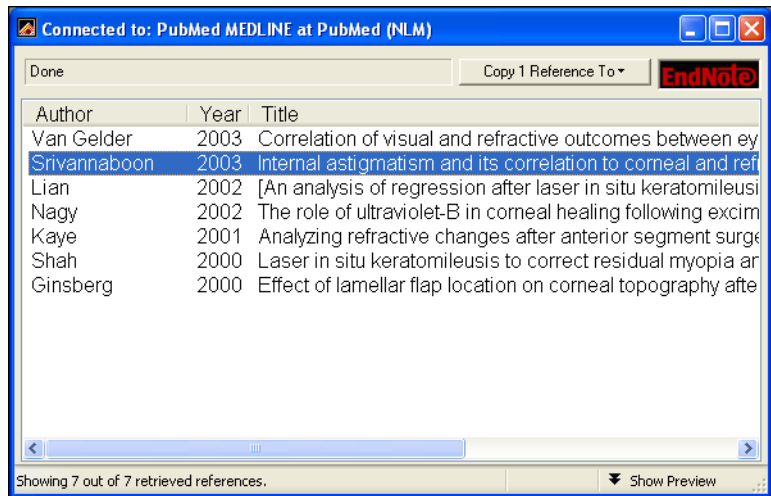 Connected to: PubMed MEDLINE at PubMed (NLM)
Done Copy 1 Reference To EndNote
Author Year Title
Van Gelder 2003 Correlation of visual and refractive outcomes between ey
Srivannaboon 2003 Internal astigmatism and its correlation to corneal and refr
Lian 2002 [An analysis of regression after laser in situ keratomileusi
Nagy 2002 The role of ultraviolet-B in corneal healing following excim
Kaye 2001 Analyzing refractive changes after anterior segment surge
Shah 2000 Laser in situ keratomileusis to correct residual myopia an
Ginsberg 2000 Effect of lamellar flap location on corneal topography afte
Showing 7 out of 7 retrieved references. Show Preview